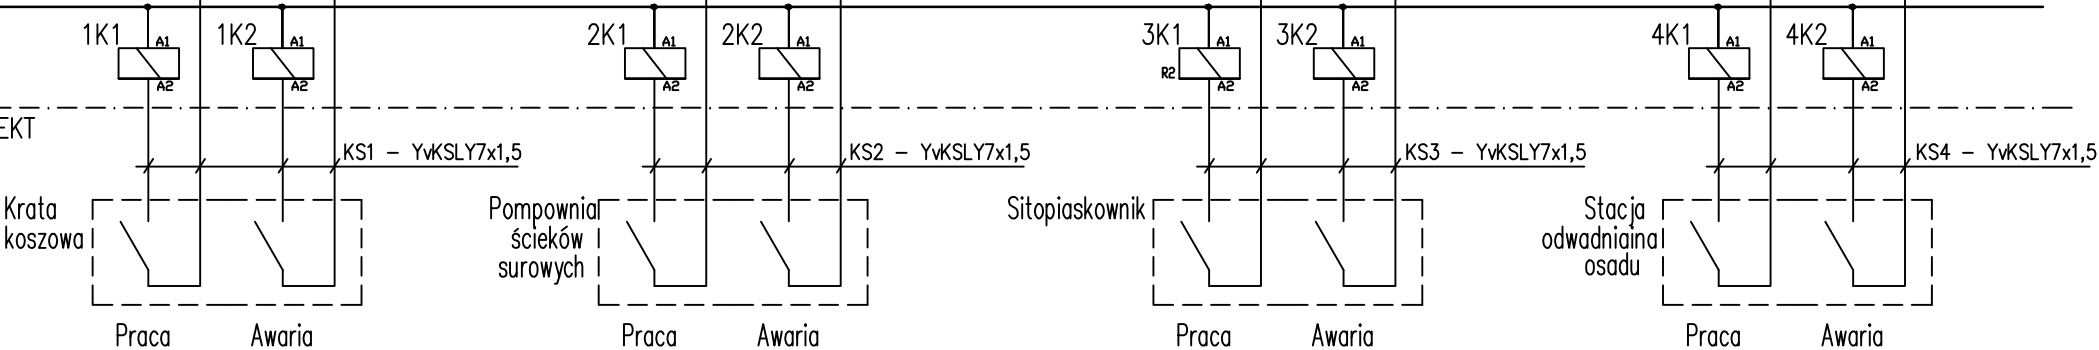 1K1 A1 1K2 A1 2K1 A1 2K2 A1 3K1 A1 3K2 A1 4K1 A1 4K2 A1
A2 A2 A2 A2 R2 A2 A2 A2 A2
EKT
KS1 - YvKSLY7x1,5 KS2 - YvKSLY7x1,5 KS3 - YvKSLY7x1,5 KS4 - YvKSLY7x1,5
Krata
koszowa
Pompownia
ścieków
surowych
Sitopiaskownik
Stacja
odwadniaina
osadu
Praca Awaria Praca Awaria Praca Awaria Praca Awaria